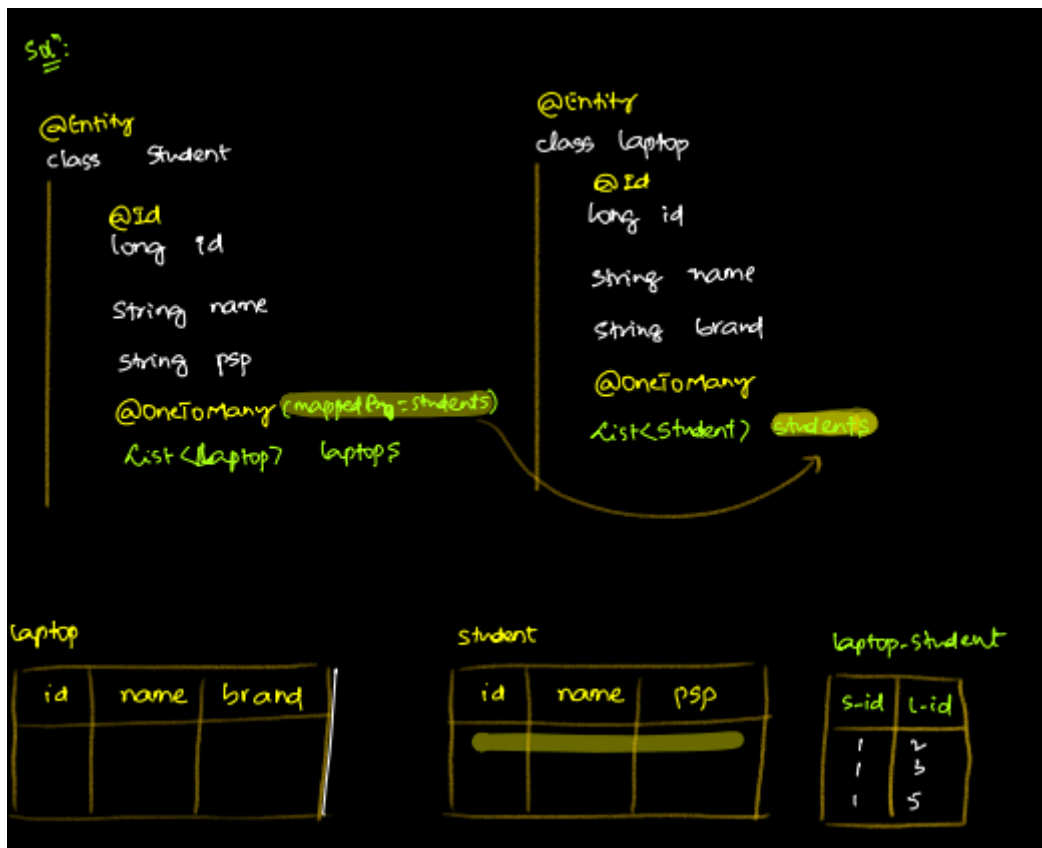 Sol^n:
@Entity
class Student
@Id
long id
String name
String psp
@OneToMany (mappedBy = students)
List<Laptop> laptops
@Entity
class laptop
@Id
long id
String name
String brand
@OneToMany
List<Student> students
laptop
id name brand
student
id name psp
laptop-student
s-id l-id
1 2
1 3
1 5